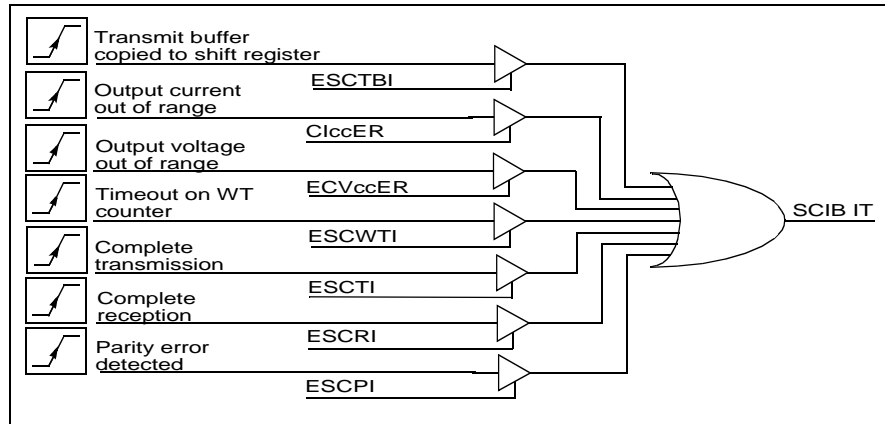 Transmit buffer
copied to shift register
ESCTBI
Output current
out of range
CIccER
Output voltage
out of range
ECVccER
Timeout on WT
counter
ESCWTI
Complete
transmission
ESCTI
Complete
reception
ESCRI
Parity error
detected
ESCPI
SCIB IT